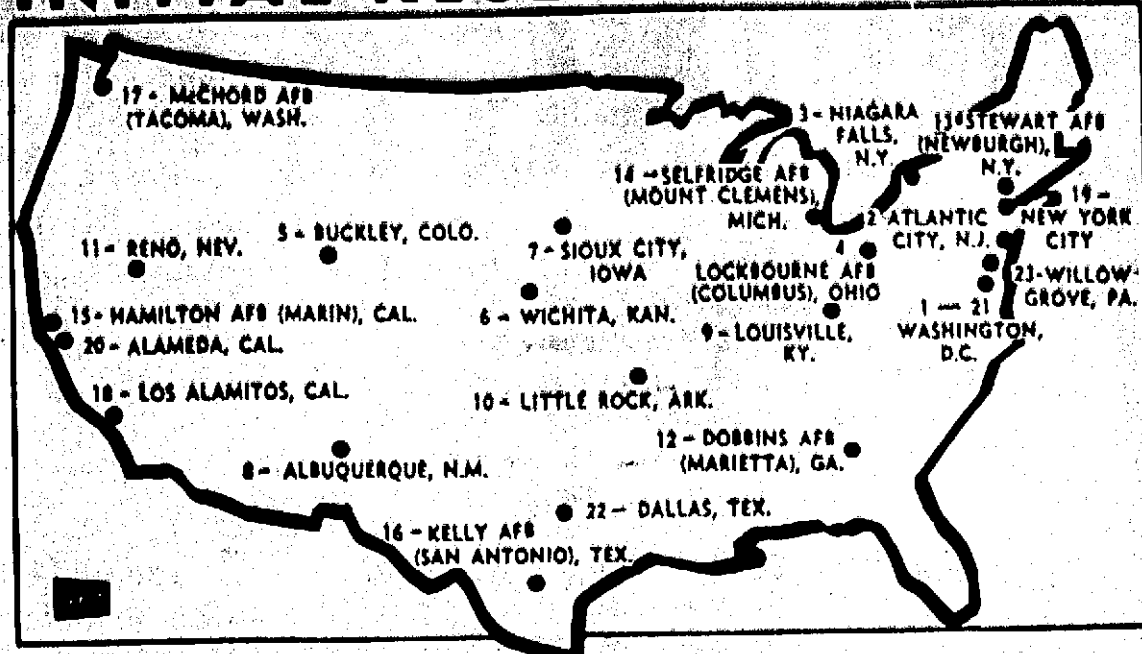 17 - McCHORD AFB
(TACOMA), WASH.
3 - NIAGARA
FALLS,
N.Y.
13 - STEWART AFB
(NEWBURGH),
N.Y.
14 - SELFRIDGE AFB
(MOUNT CLEMENS),
MICH.
19 -
NEW YORK
CITY
2 ATLANTIC
CITY, N.J.
11 - RENO, NEV.
5 - BUCKLEY, COLO.
7 - SIOUX CITY,
IOWA
4
LOCKBOURNE AFB
(COLUMBUS), OHIO
23-WILLOW
GROVE, PA.
15 - HAMILTON AFB (MARIN), CAL.
20 - ALAMEDA, CAL.
6 - WICHITA, KAN.
9 - LOUISVILLE,
KY.
1 — 21
WASHINGTON,
D.C.
18 - LOS ALAMITOS, CAL.
10 - LITTLE ROCK, ARK.
12 - DOBBINS AFB
(MARIETTA), GA.
8 - ALBUQUERQUE, N.M.
22 - DALLAS, TEX.
16 - KELLY AFB
(SAN ANTONIO), TEX.